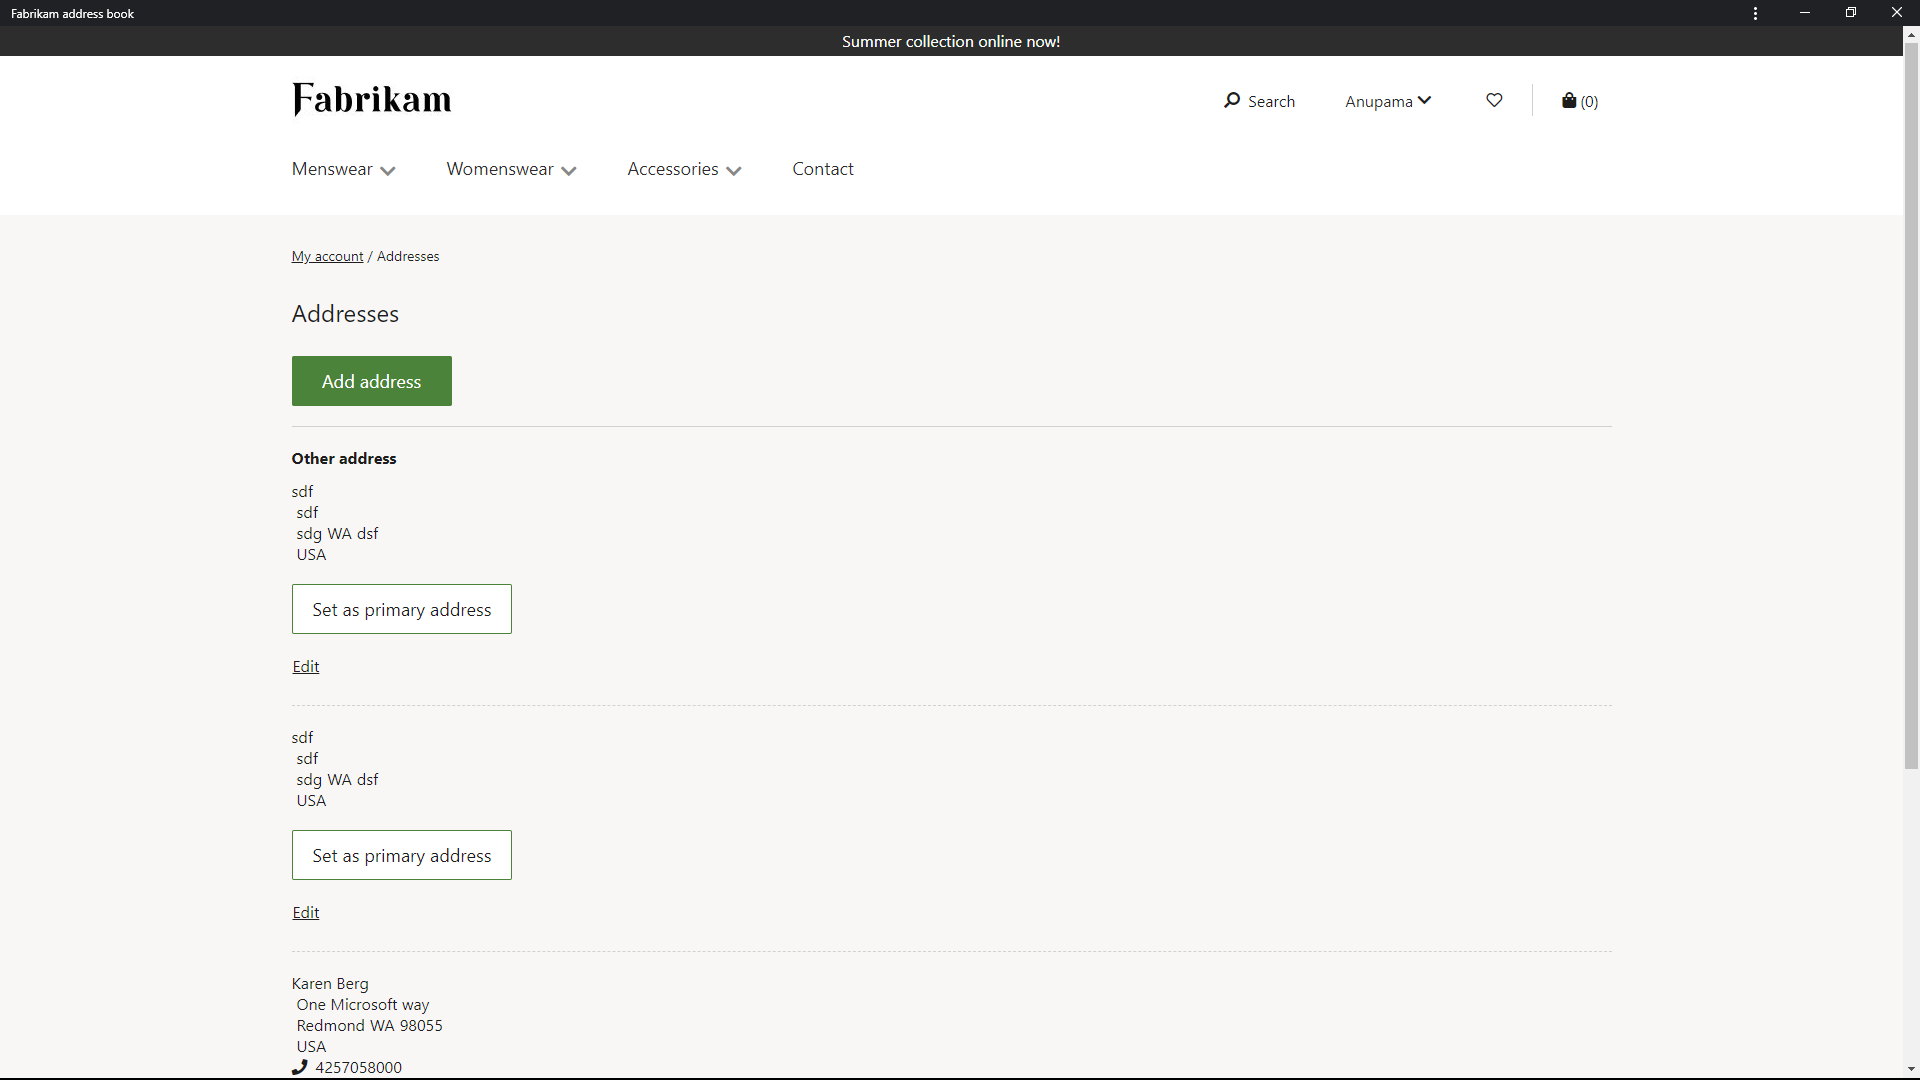 Fabrikam address book
Summer collection online now!
Fabrikam
Search
Anupama
(0)
Menswear
Womenswear
Accessories
Contact
My account / Addresses
Addresses
Add address
Other address
sdf
sdf
sdg WA dsf
USA
Set as primary address
Edit
sdf
sdf
sdg WA dsf
USA
Set as primary address
Edit
Karen Berg
One Microsoft way
Redmond WA 98055
USA
4257058000